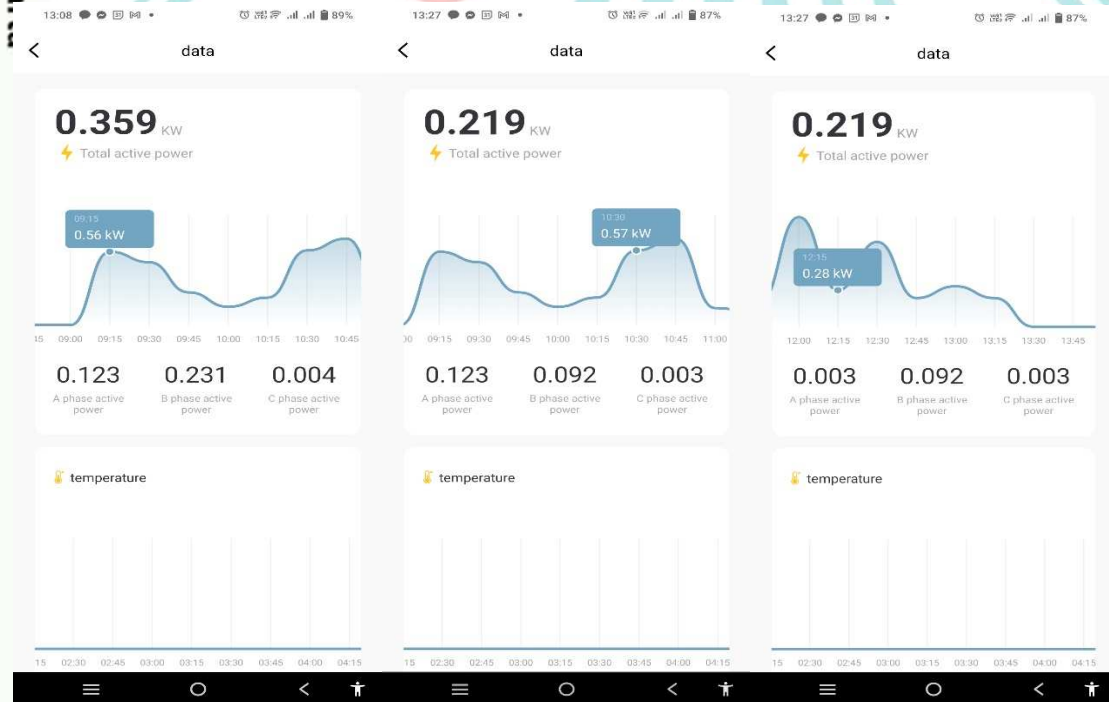 13:08 89%
data
0.359 KW
Total active power
09:15
0.56 kW
09:00 09:15 09:30 09:45 10:00 10:15 10:30 10:45
0.123 0.231 0.004
A phase active power B phase active power C phase active power
temperature
15 02:30 02:45 03:00 03:15 03:30 03:45 04:00 04:15
13:27 87%
data
0.219 KW
Total active power
10:30
0.57 kW
09:15 09:30 09:45 10:00 10:15 10:30 10:45 11:00
0.123 0.092 0.003
A phase active power B phase active power C phase active power
temperature
15 02:30 02:45 03:00 03:15 03:30 03:45 04:00 04:15
13:27 87%
data
0.219 KW
Total active power
12:15
0.28 kW
12:00 12:15 12:30 12:45 13:00 13:15 13:30 13:45
0.003 0.092 0.003
A phase active power B phase active power C phase active power
temperature
15 02:30 02:45 03:00 03:15 03:30 03:45 04:00 04:15